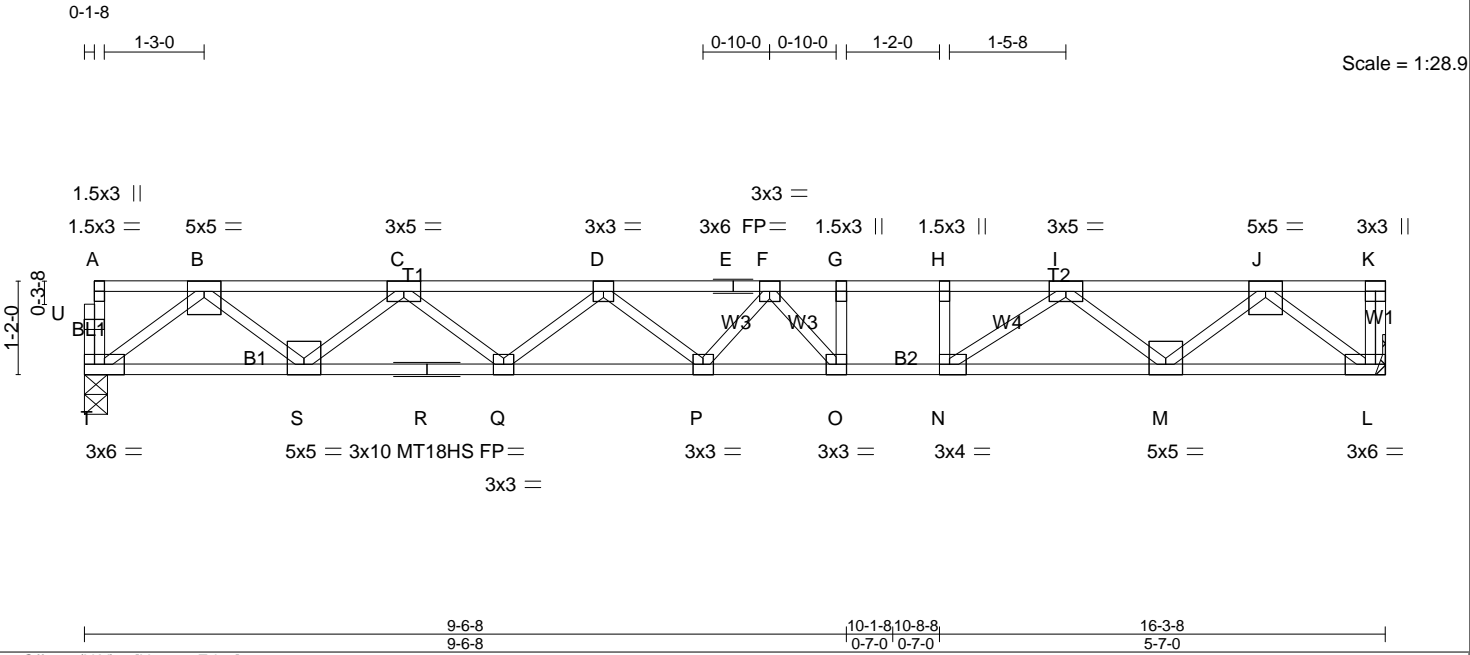 0-1-8
1-3-0 0-10-0 0-10-0 1-2-0 1-5-8
Scale = 1:28.9
1.5x3 || 3x3 =
1.5x3 = 5x5 = 3x5 = 3x3 = 3x6 FP = 1.5x3 || 1.5x3 || 3x5 = 5x5 = 3x3 ||
A B C D E F G H I J K
T1 T2
0-3-8
1-2-0
U
BL1 W3 W3 W4 W1
B1 B2
T S R Q P O N M L
3x6 = 5x5 = 3x10 MT18HS FP = 3x3 = 3x3 = 3x4 = 5x5 = 3x6 =
3x3 =
9-6-8 10-1-8 10-8-8 16-3-8
9-6-8 0-7-0 0-7-0 5-7-0